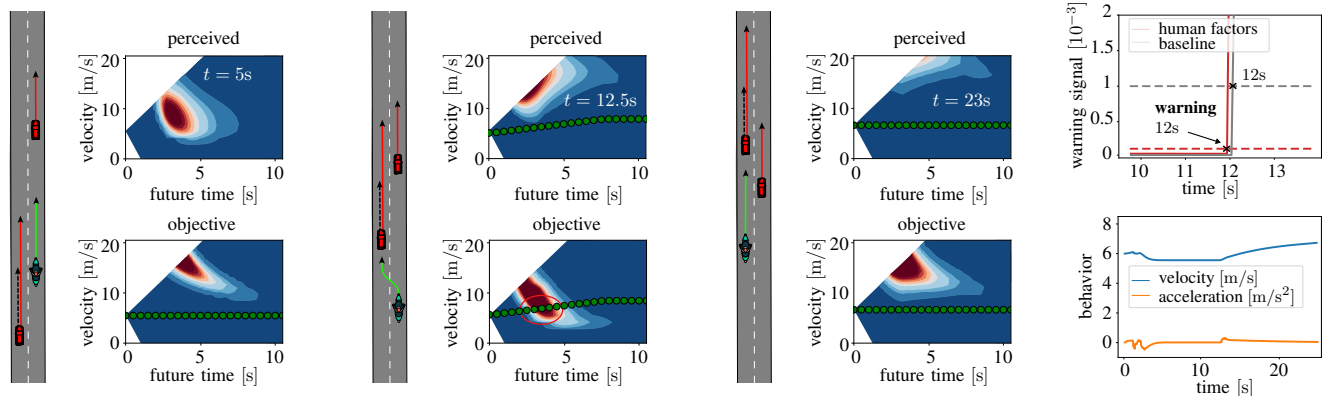 perceived
t = 5s
velocity [m/s]
20
10
0
0
5
10
future time [s]
objective
velocity [m/s]
20
10
0
0
5
10
future time [s]
perceived
t = 12.5s
velocity [m/s]
20
10
0
0
5
10
future time [s]
objective
velocity [m/s]
20
10
0
0
5
10
future time [s]
perceived
t = 23s
velocity [m/s]
20
10
0
0
5
10
future time [s]
objective
velocity [m/s]
20
10
0
0
5
10
future time [s]
warning signal [10⁻³]
2
1.5
1
0.5
0
human factors
baseline
12s
warning
12s
10
11
12
13
time [s]
behavior
8
6
4
2
0
velocity [m/s]
acceleration [m/s²]
0
10
20
time [s]